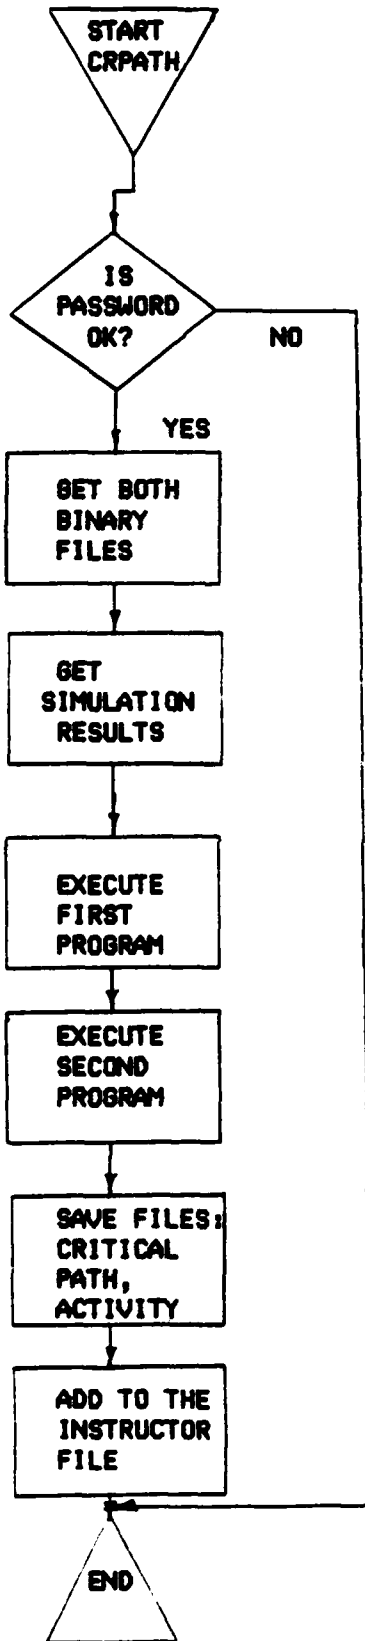 START
CRPATH
IS
PASSWORD
OK?
NO
YES
GET BOTH
BINARY
FILES
GET
SIMULATION
RESULTS
EXECUTE
FIRST
PROGRAM
EXECUTE
SECOND
PROGRAM
SAVE FILES:
CRITICAL
PATH,
ACTIVITY
ADD TO THE
INSTRUCTOR
FILE
END